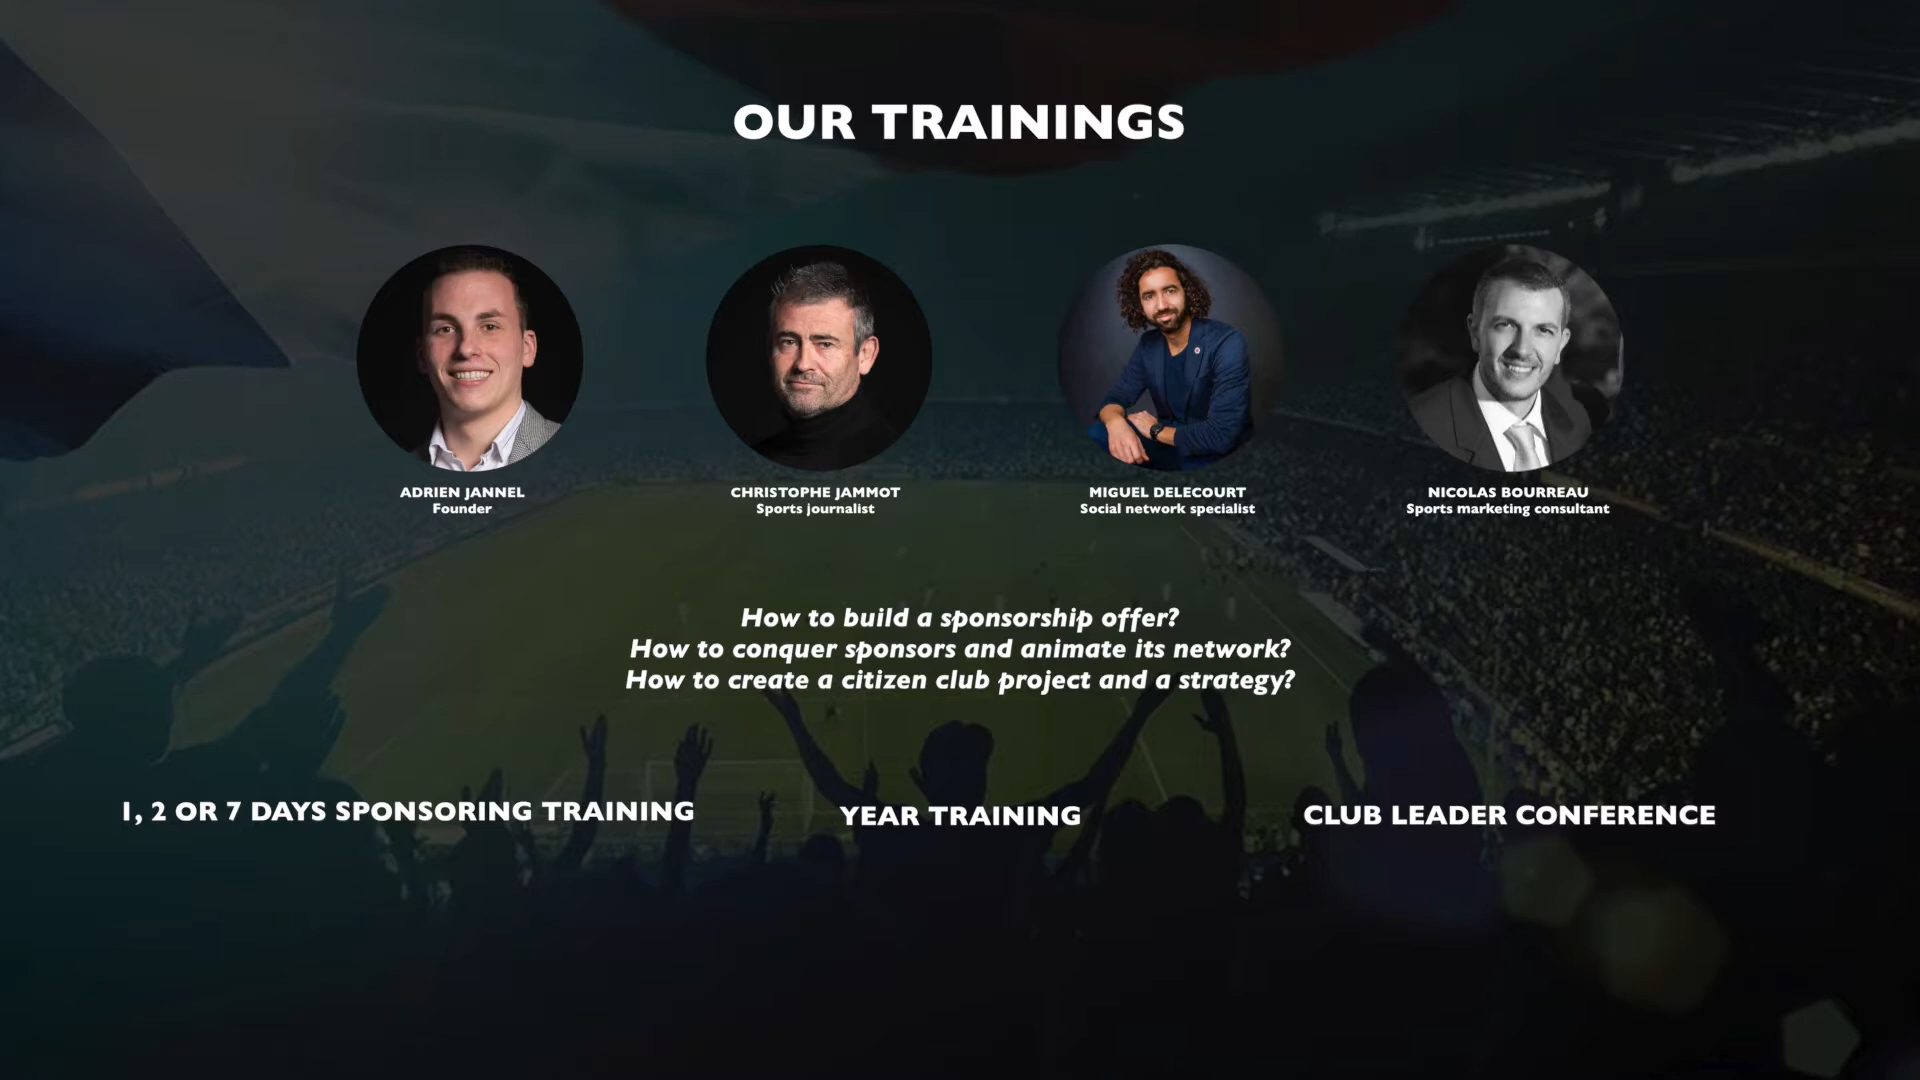 OUR TRAININGS
ADRIEN JANNEL
Founder
CHRISTOPHE JAMMOT
Sports journalist
MIGUEL DELECOURT
Social network specialist
NICOLAS BOURREAU
Sports marketing consultant
How to build a sponsorship offer?
How to conquer sponsors and animate its network?
How to create a citizen club project and a strategy?
1, 2 OR 7 DAYS SPONSORING TRAINING
YEAR TRAINING
CLUB LEADER CONFERENCE